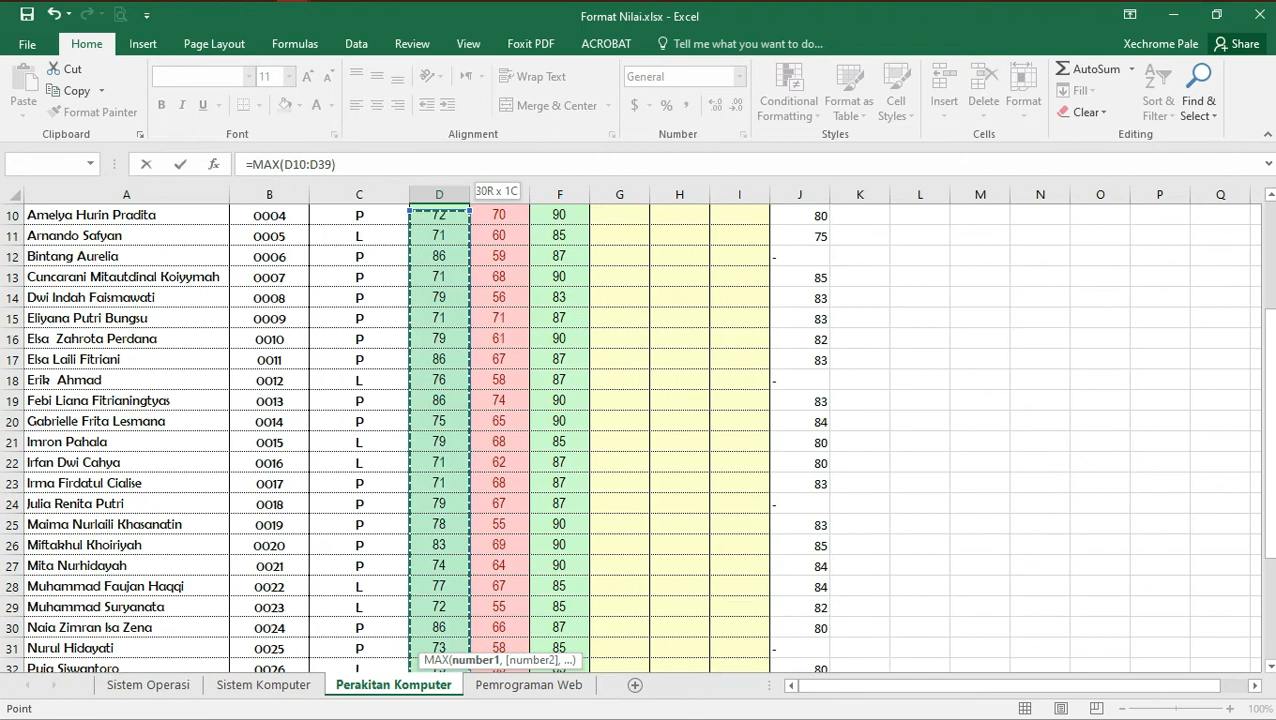 Format Nilai.xlsx - Excel
File Home Insert Page Layout Formulas Data Review View Foxit PDF ACROBAT Tell me what you want to do... Xechrome Pale Share
Paste Cut Copy Format Painter Clipboard
11 Font
Wrap Text Merge & Center Alignment
General $ % , Number
Conditional Formatting Format as Table Cell Styles Styles
Insert Delete Format Cells
AutoSum Fill Clear Sort & Filter Find & Select Editing
fx =MAX(D10:D39)
30R x 1C
A B C D F G H I J K L M N O P Q
10 Amelya Hurin Pradita 0004 P 72 70 90 80
11 Arnando Safyan 0005 L 71 60 85 75
12 Bintang Aurelia 0006 P 86 59 87 -
13 Cuncarani Mitautdinal Koiyymah 0007 P 71 68 90 85
14 Dwi Indah Faismawati 0008 P 79 56 83 83
15 Eliyana Putri Bungsu 0009 P 71 71 87 83
16 Elsa Zahrota Perdana 0010 P 79 61 90 82
17 Elsa Laili Fitriani 0011 P 86 67 87 83
18 Erik Ahmad 0012 L 76 58 87 -
19 Febi Liana Fitrianingtyas 0013 P 86 74 90 83
20 Gabrielle Frita Lesmana 0014 P 75 65 90 84
21 Imron Pahala 0015 L 79 68 85 80
22 Irfan Dwi Cahya 0016 L 71 62 87 80
23 Irma Firdatul Cialise 0017 P 71 68 87 83
24 Julia Renita Putri 0018 P 79 67 87 -
25 Maima Nurlaili Khasanatin 0019 P 78 55 90 83
26 Miftakhul Khoiriyah 0020 P 83 69 90 85
27 Mita Nurhidayah 0021 P 74 64 90 84
28 Muhammad Faujan Haqqi 0022 L 77 67 85 84
29 Muhammad Suryanata 0023 L 72 55 85 82
30 Naia Zimran Isa Zena 0024 P 86 66 87 80
31 Nurul Hidayati 0025 P 73 58 85 -
32 Puja Siswantoro 0026 L 80
MAX(number1, [number2], ...)
Sistem Operasi Sistem Komputer Perakitan Komputer Pemrograman Web
Point 100%